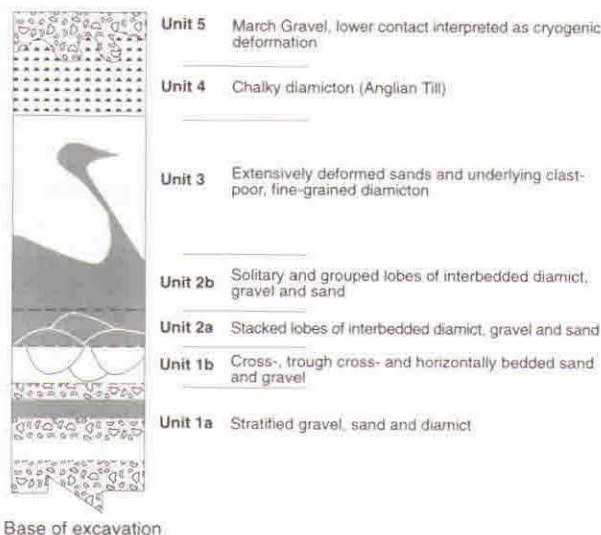 Unit 5 March Gravel, lower contact interpreted as cryogenic
deformation
Unit 4 Chalky diamicton (Anglian Till)
Unit 3 Extensively deformed sands and underlying clast-
poor, fine-grained diamicton
Unit 2b Solitary and grouped lobes of interbedded diamict,
gravel and sand
Unit 2a Stacked lobes of interbedded diamict, gravel and sand
Unit 1b Cross-, trough cross- and horizontally bedded sand
and gravel
Unit 1a Stratified gravel, sand and diamict
Base of excavation